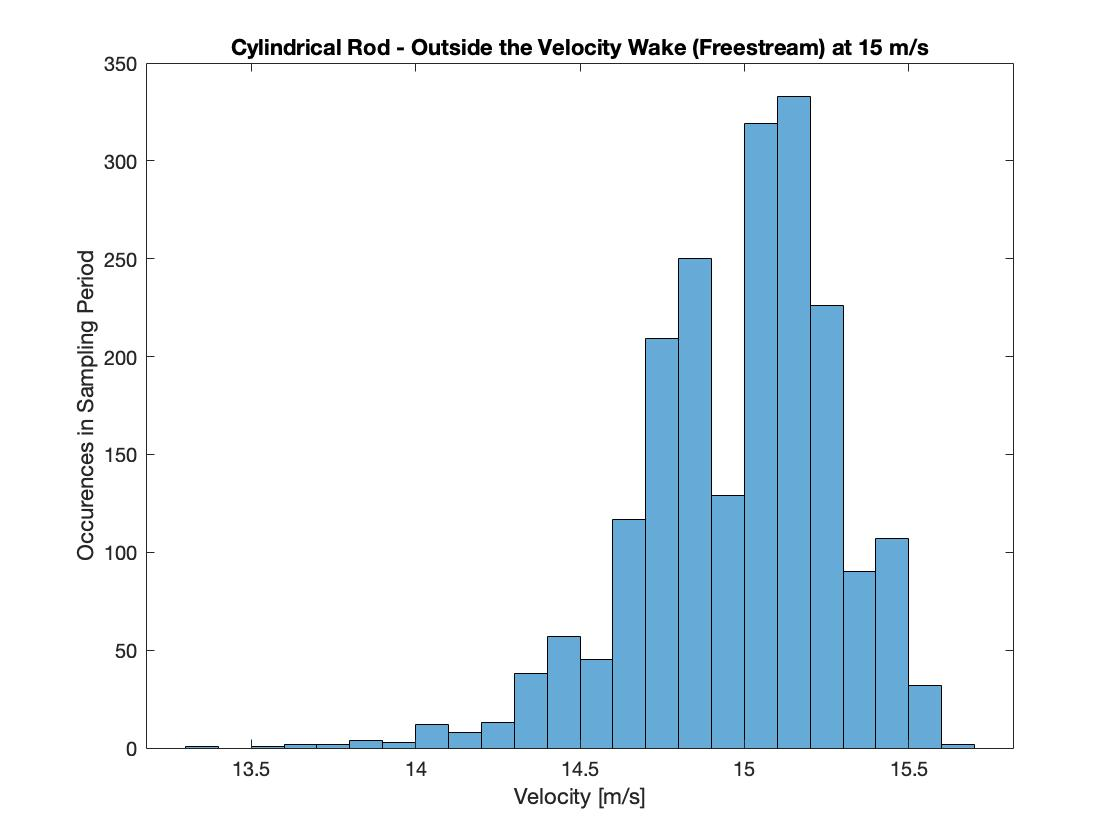 Cylindrical Rod - Outside the Velocity Wake (Freestream) at 15 m/s
350
300
250
200
150
100
50
0
Occurences in Sampling Period
13.5 14 14.5 15 15.5
Velocity [m/s]